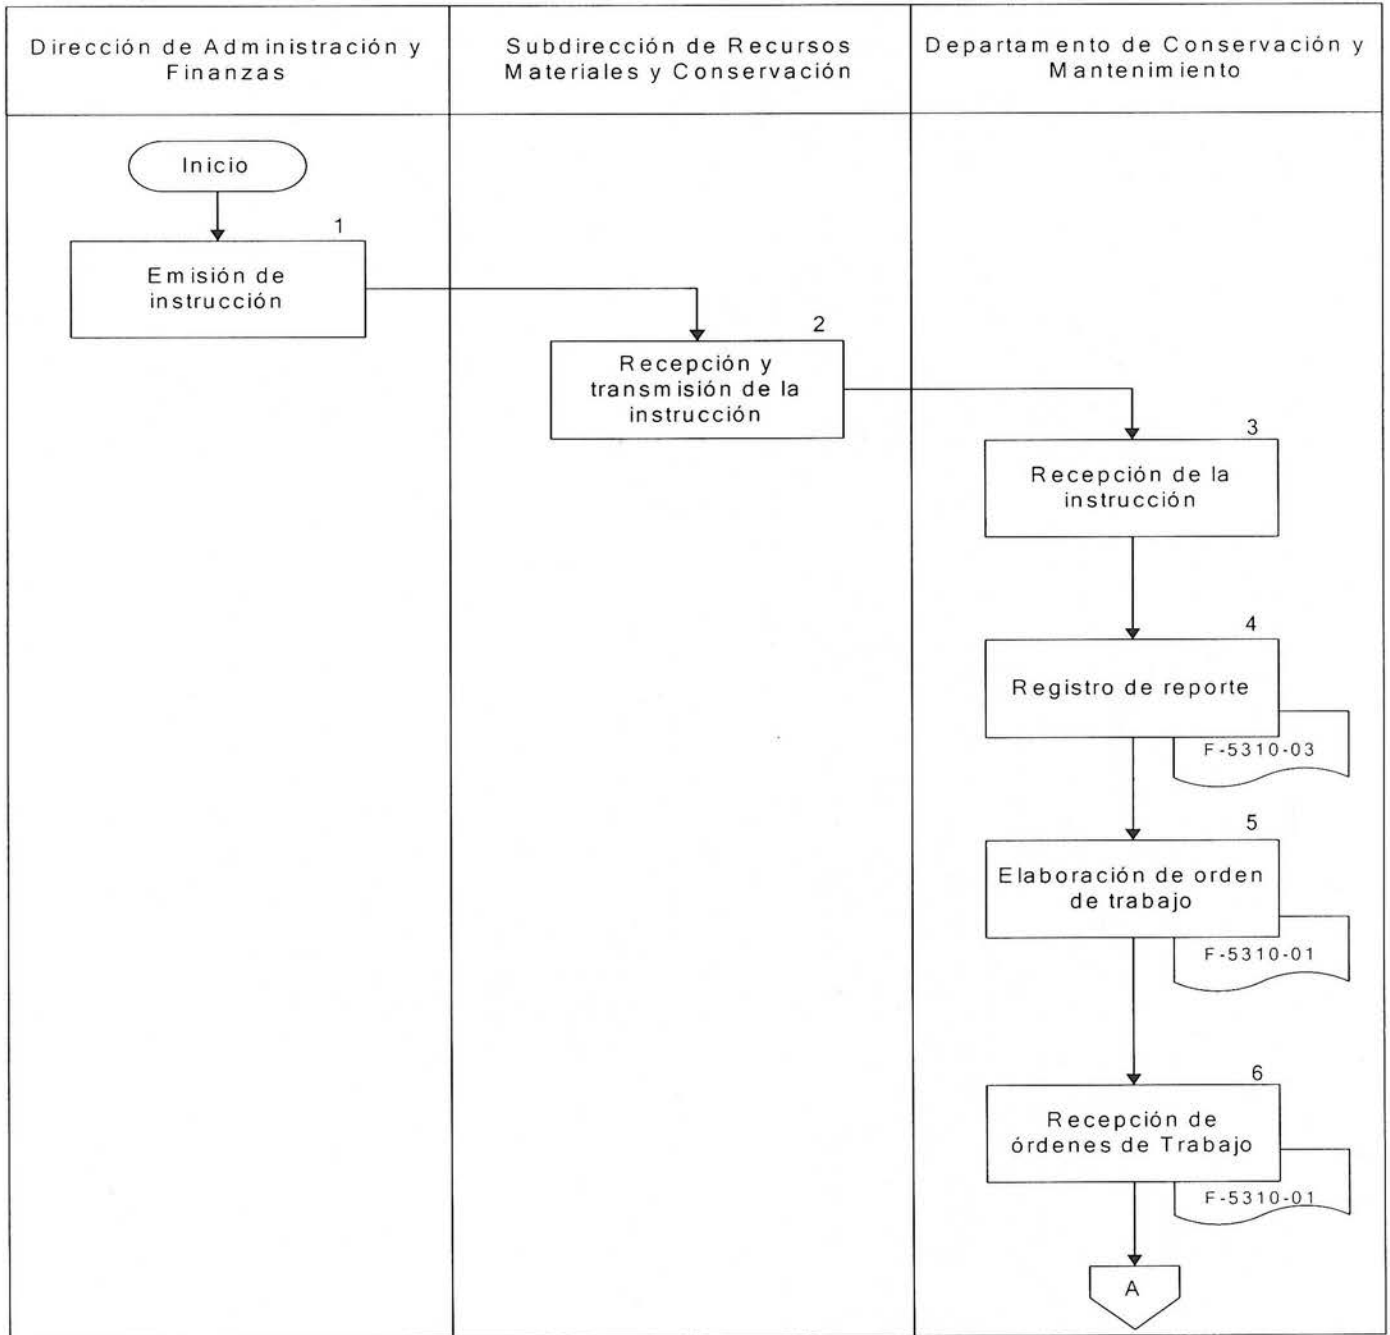 Dirección de Administración y
Finanzas
Subdirección de Recursos
Materiales y Conservación
Departamento de Conservación y
Mantenimiento
Inicio
1
Emisión de
instrucción
2
Recepción y
transmisión de la
instrucción
3
Recepción de la
instrucción
4
Registro de reporte
F-5310-03
5
Elaboración de orden
de trabajo
F-5310-01
6
Recepción de
órdenes de Trabajo
F-5310-01
A